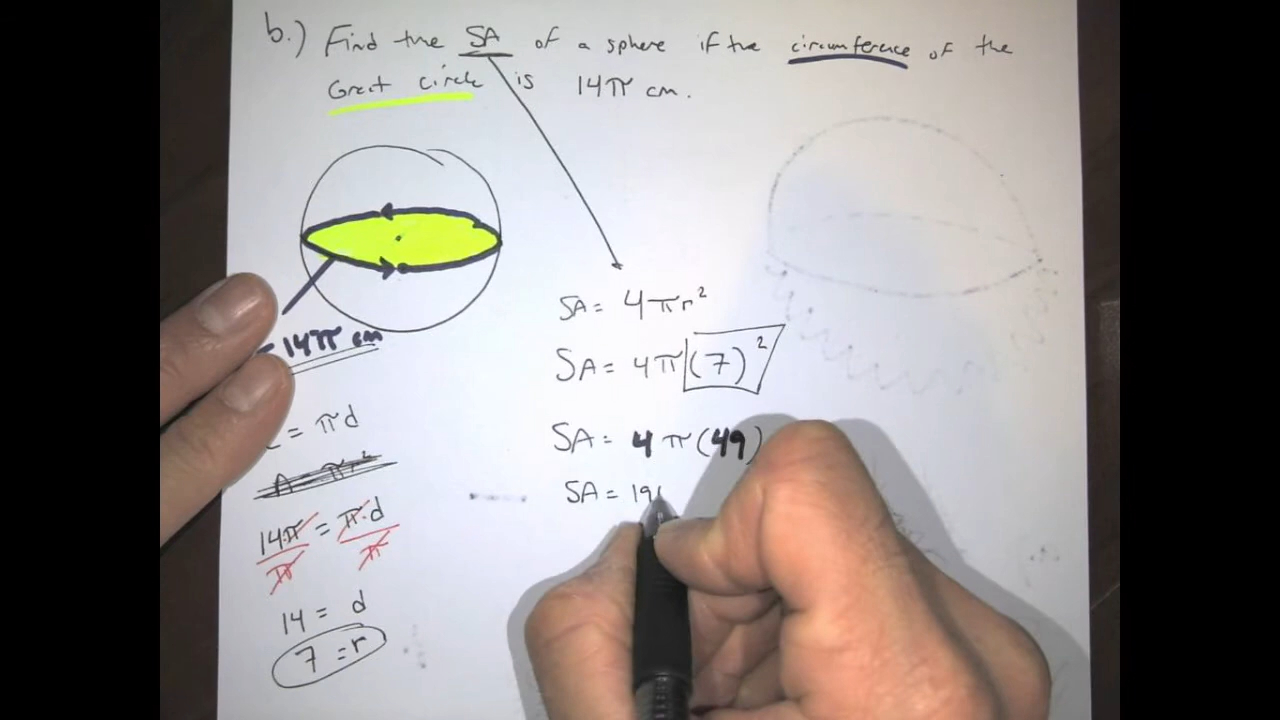 b.) Find the SA of a sphere if the circumference of the
Great circle is 14π cm.
14π cm
= πd
14π = π·d
π π
14 = d
7 = r
SA = 4πr²
SA = 4π(7)²
SA = 4π(49)
SA = 19